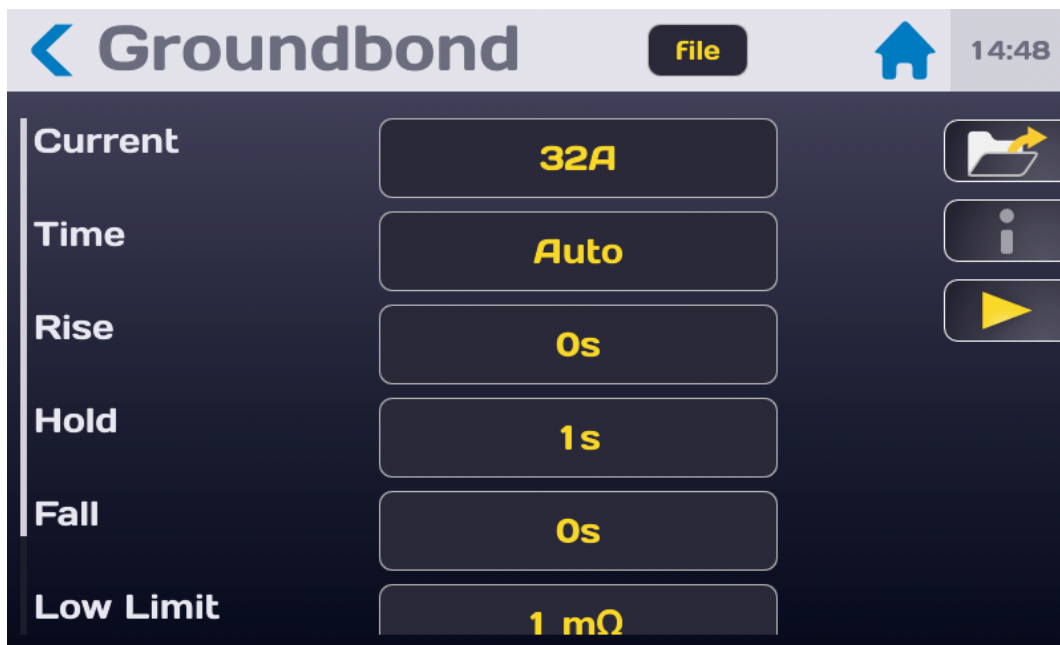 Groundbond
file
14:48
Current
32A
Time
Auto
Rise
0s
Hold
1s
Fall
0s
Low Limit
1 mΩ